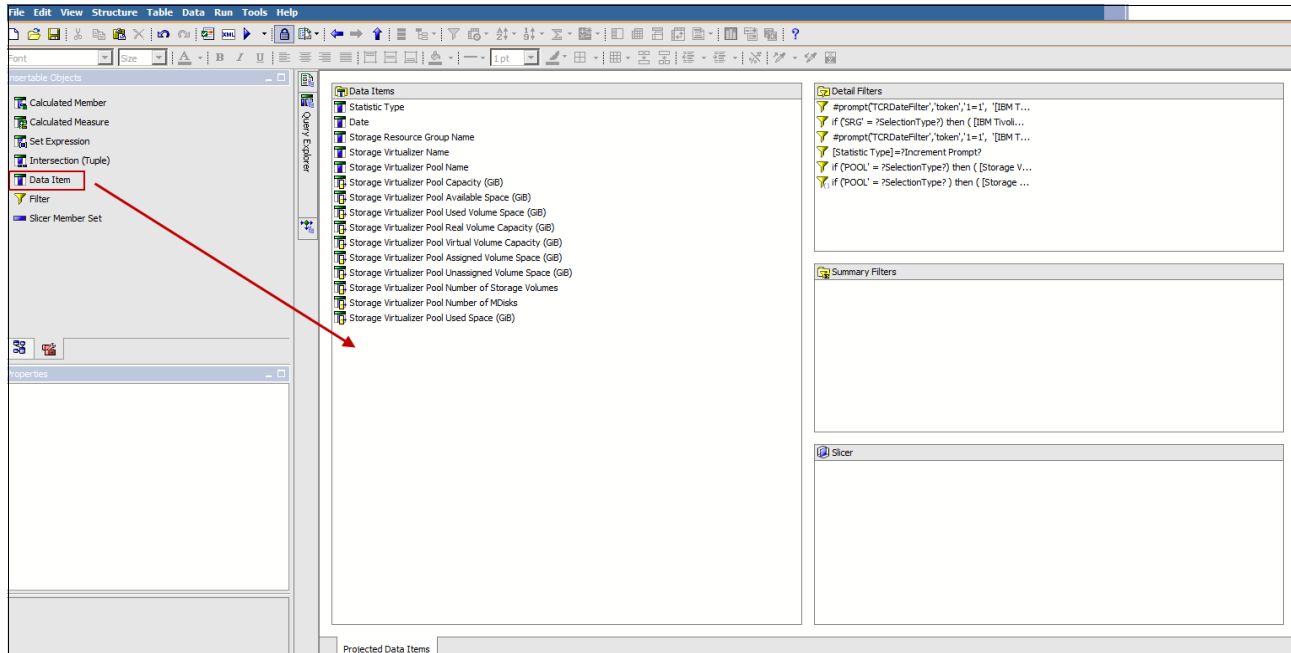 File Edit View Structure Table Data Run Tools Help
Font Size A B I U 1 pt
Insertable Objects
Calculated Member
Calculated Measure
Set Expression
Intersection (Tuple)
Data Item
Filter
Slicer Member Set
Properties
Query Explorer
Data Items
Statistic Type
Date
Storage Resource Group Name
Storage Virtualizer Name
Storage Virtualizer Pool Name
Storage Virtualizer Pool Capacity (GiB)
Storage Virtualizer Pool Available Space (GiB)
Storage Virtualizer Pool Used Volume Space (GiB)
Storage Virtualizer Pool Real Volume Capacity (GiB)
Storage Virtualizer Pool Virtual Volume Capacity (GiB)
Storage Virtualizer Pool Assigned Volume Space (GiB)
Storage Virtualizer Pool Unassigned Volume Space (GiB)
Storage Virtualizer Pool Number of Storage Volumes
Storage Virtualizer Pool Number of MDisks
Storage Virtualizer Pool Used Space (GiB)
Projected Data Items
Detail Filters
#prompt('TCRDateFilter','token','1=1', '[IBM T...
if ('SRG' = ?SelectionType?) then ( [IBM Tivoli...
#prompt('TCRDateFilter','token','1=1', '[IBM T...
[Statistic Type]=?Increment Prompt?
if ('POOL' = ?SelectionType?) then ( [Storage V...
if ('POOL' = ?SelectionType? ) then ( [Storage ...
Summary Filters
Slicer